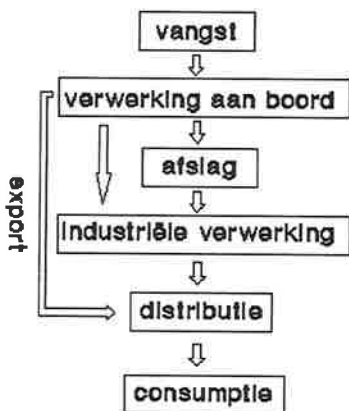 vangst
verwerking aan boord
afslag
industriële verwerking
export
distributie
consumptie